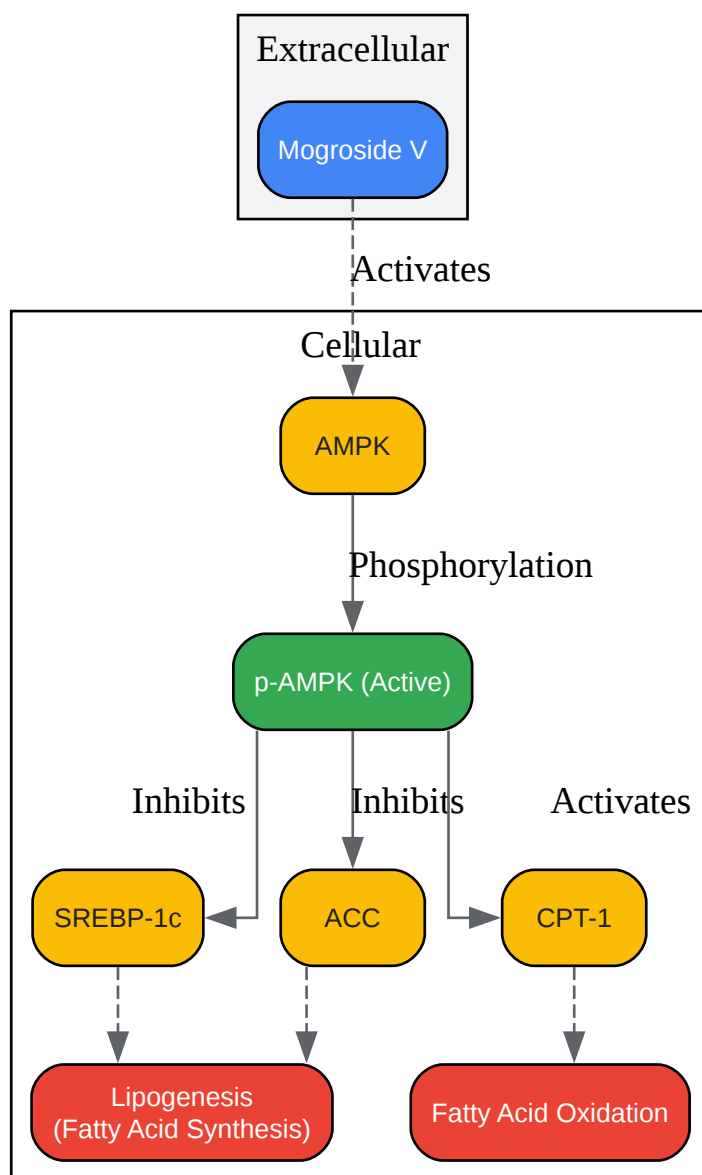 Extracellular
Mogroside V
Activates
Cellular
AMPK
Phosphorylation
p-AMPK (Active)
Inhibits
Inhibits
Activates
SREBP-1c
ACC
CPT-1
Lipogenesis
(Fatty Acid Synthesis)
Fatty Acid Oxidation